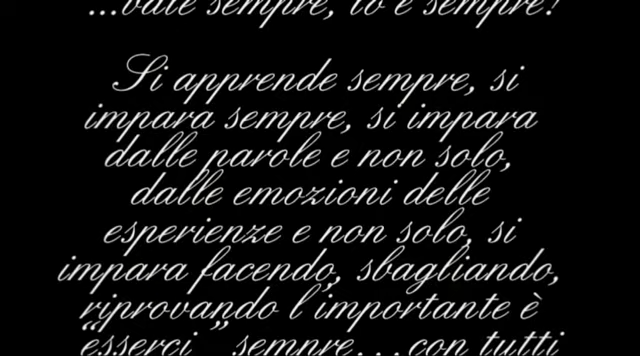 ...vale sempre, lo è sempre!
Si apprende sempre, si
impara sempre, si impara
dalle parole e non solo,
dalle emozioni delle
esperienze e non solo, si
impara facendo, sbagliando,
riprovando l'importante è
“esserci” sempre...con tutti